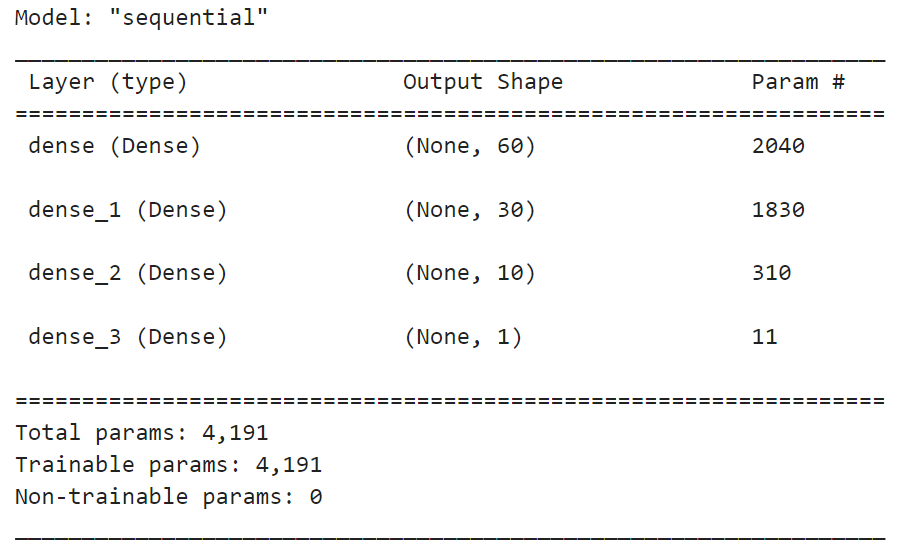 Model: "sequential"
_________________________________________________________________
Layer (type) Output Shape Param #
=================================================================
dense (Dense) (None, 60) 2040
dense_1 (Dense) (None, 30) 1830
dense_2 (Dense) (None, 10) 310
dense_3 (Dense) (None, 1) 11
=================================================================
Total params: 4,191
Trainable params: 4,191
Non-trainable params: 0
_________________________________________________________________